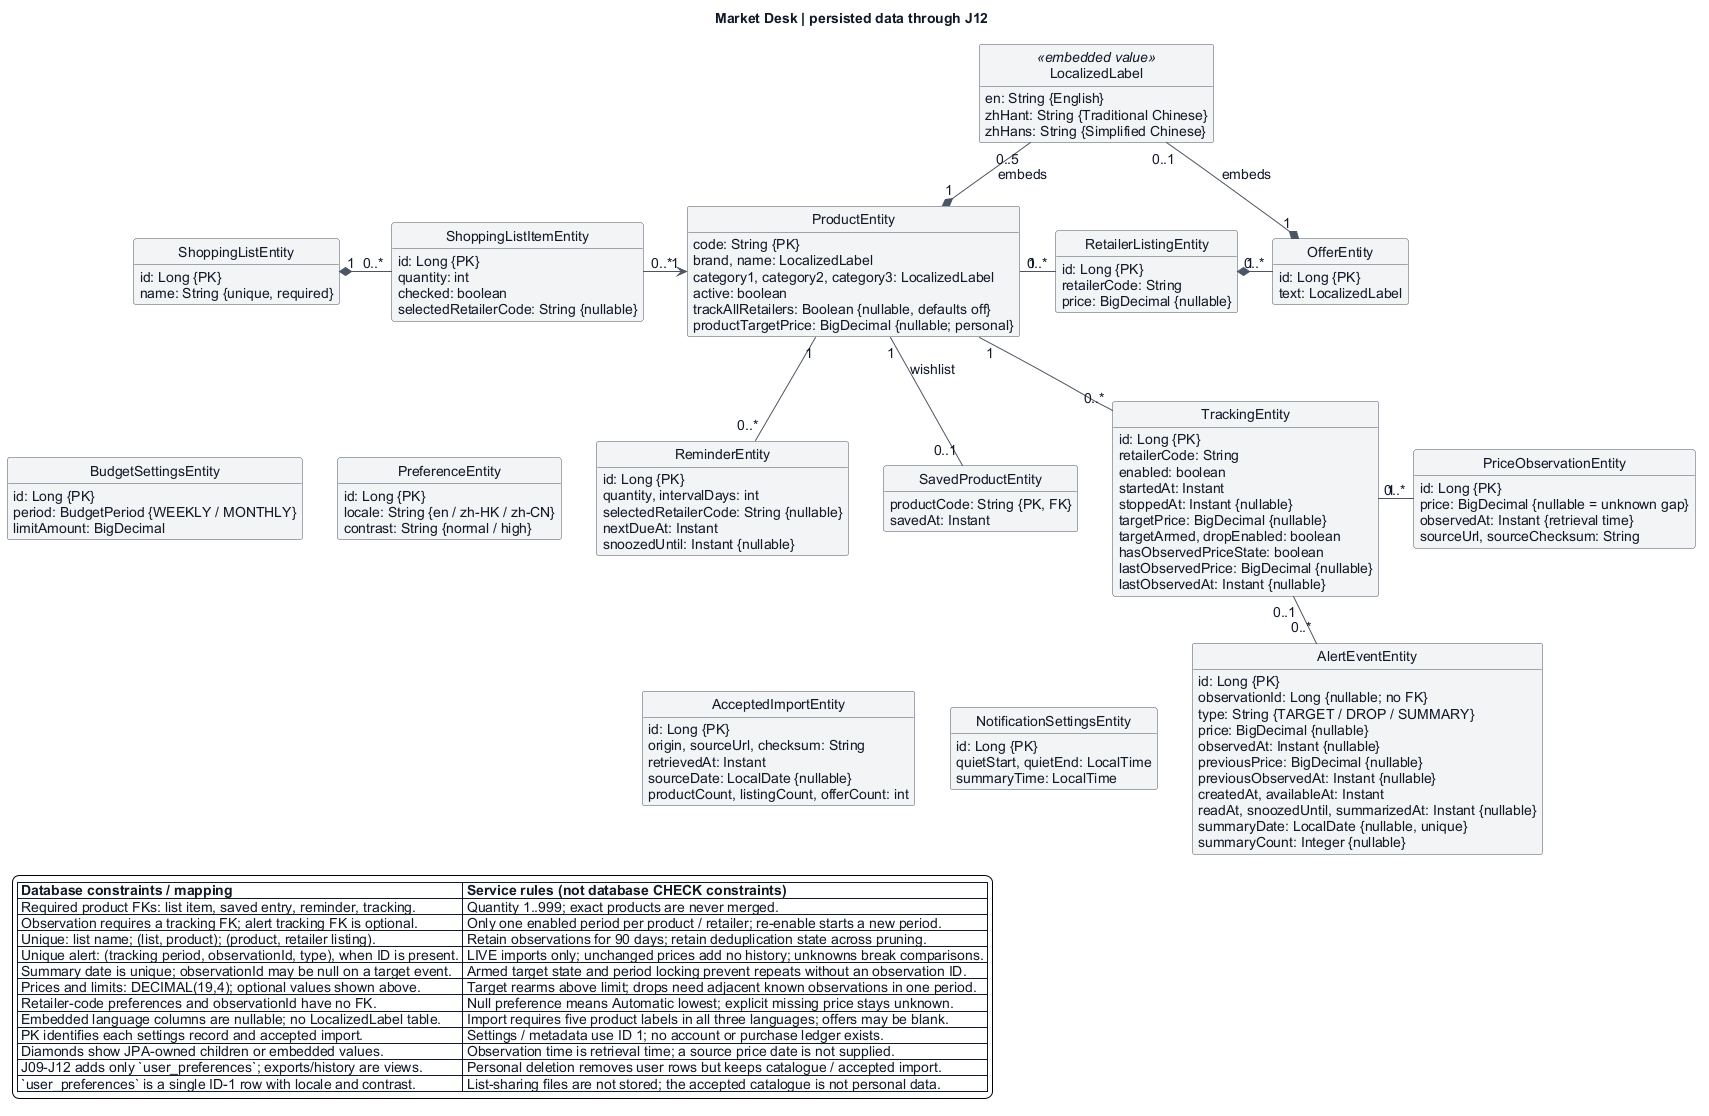 Market Desk | persisted data through J12
«embedded value»
LocalizedLabel
en: String {English}
zhHant: String {Traditional Chinese}
zhHans: String {Simplified Chinese}
0..5
embeds
1
0..1
embeds
1
ShoppingListEntity
id: Long {PK}
name: String {unique, required}
1
0..*
ShoppingListItemEntity
id: Long {PK}
quantity: int
checked: boolean
selectedRetailerCode: String {nullable}
0..*
1
ProductEntity
code: String {PK}
brand, name: LocalizedLabel
category1, category2, category3: LocalizedLabel
active: boolean
trackAllRetailers: Boolean {nullable, defaults off}
productTargetPrice: BigDecimal {nullable; personal}
1
0..*
RetailerListingEntity
id: Long {PK}
retailerCode: String
price: BigDecimal {nullable}
1
0..*
OfferEntity
id: Long {PK}
text: LocalizedLabel
1
0..*
1
wishlist
0..1
1
0..*
BudgetSettingsEntity
id: Long {PK}
period: BudgetPeriod {WEEKLY / MONTHLY}
limitAmount: BigDecimal
PreferenceEntity
id: Long {PK}
locale: String {en / zh-HK / zh-CN}
contrast: String {normal / high}
ReminderEntity
id: Long {PK}
quantity, intervalDays: int
selectedRetailerCode: String {nullable}
nextDueAt: Instant
snoozedUntil: Instant {nullable}
SavedProductEntity
productCode: String {PK, FK}
savedAt: Instant
TrackingEntity
id: Long {PK}
retailerCode: String
enabled: boolean
startedAt: Instant
stoppedAt: Instant {nullable}
targetPrice: BigDecimal {nullable}
targetArmed, dropEnabled: boolean
hasObservedPriceState: boolean
lastObservedPrice: BigDecimal {nullable}
lastObservedAt: Instant {nullable}
1
0..*
PriceObservationEntity
id: Long {PK}
price: BigDecimal {nullable = unknown gap}
observedAt: Instant {retrieval time}
sourceUrl, sourceChecksum: String
0..1
0..*
AlertEventEntity
id: Long {PK}
observationId: Long {nullable; no FK}
type: String {TARGET / DROP / SUMMARY}
price: BigDecimal {nullable}
observedAt: Instant {nullable}
previousPrice: BigDecimal {nullable}
previousObservedAt: Instant {nullable}
createdAt, availableAt: Instant
readAt, snoozedUntil, summarizedAt: Instant {nullable}
summaryDate: LocalDate {nullable, unique}
summaryCount: Integer {nullable}
AcceptedImportEntity
id: Long {PK}
origin, sourceUrl, checksum: String
retrievedAt: Instant
sourceDate: LocalDate {nullable}
productCount, listingCount, offerCount: int
NotificationSettingsEntity
id: Long {PK}
quietStart, quietEnd: LocalTime
summaryTime: LocalTime
Database constraints / mapping | Service rules (not database CHECK constraints)
Required product FKs: list item, saved entry, reminder, tracking. | Quantity 1..999; exact products are never merged.
Observation requires a tracking FK; alert tracking FK is optional. | Only one enabled period per product / retailer; re-enable starts a new period.
Unique: list name; (list, product); (product, retailer listing). | Retain observations for 90 days; retain deduplication state across pruning.
Unique alert: (tracking period, observationId, type), when ID is present. | LIVE imports only; unchanged prices add no history; unknowns break comparisons.
Summary date is unique; observationId may be null on a target event. | Armed target state and period locking prevent repeats without an observation ID.
Prices and limits: DECIMAL(19,4); optional values shown above. | Target rearms above limit; drops need adjacent known observations in one period.
Retailer-code preferences and observationId have no FK. | Null preference means Automatic lowest; explicit missing price stays unknown.
Embedded language columns are nullable; no LocalizedLabel table. | Import requires five product labels in all three languages; offers may be blank.
PK identifies each settings record and accepted import. | Settings / metadata use ID 1; no account or purchase ledger exists.
Diamonds show JPA-owned children or embedded values. | Observation time is retrieval time; a source price date is not supplied.
J09-J12 adds only `user_preferences`; exports/history are views. | Personal deletion removes user rows but keeps catalogue / accepted import.
`user_preferences` is a single ID-1 row with locale and contrast. | List-sharing files are not stored; the accepted catalogue is not personal data.